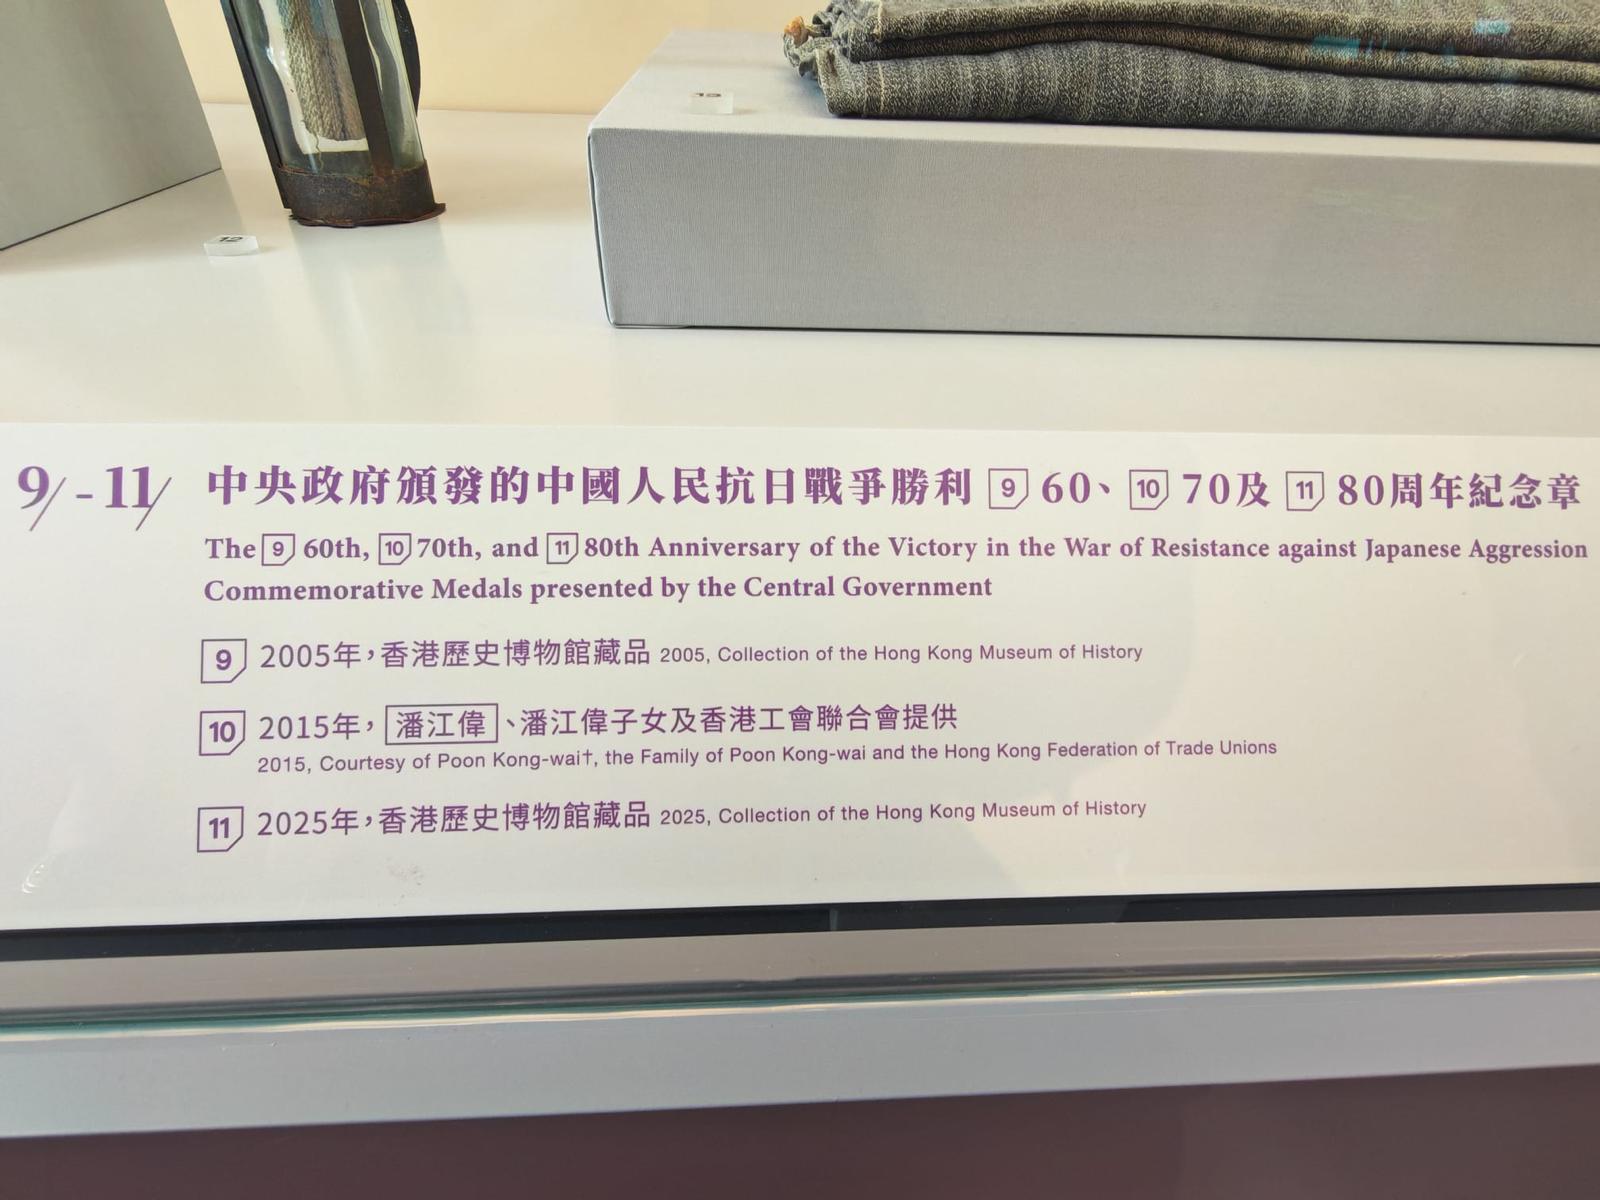 12
13
9/ - 11/
中央政府頒發的中國人民抗日戰爭勝利 9 60、10 70及 11 80周年紀念章
The 9 60th, 10 70th, and 11 80th Anniversary of the Victory in the War of Resistance against Japanese Aggression
Commemorative Medals presented by the Central Government
9 2005年，香港歷史博物館藏品 2005, Collection of the Hong Kong Museum of History
10 2015年，潘江偉、潘江偉子女及香港工會聯合會提供
2015, Courtesy of Poon Kong-wai†, the Family of Poon Kong-wai and the Hong Kong Federation of Trade Unions
11 2025年，香港歷史博物館藏品 2025, Collection of the Hong Kong Museum of History